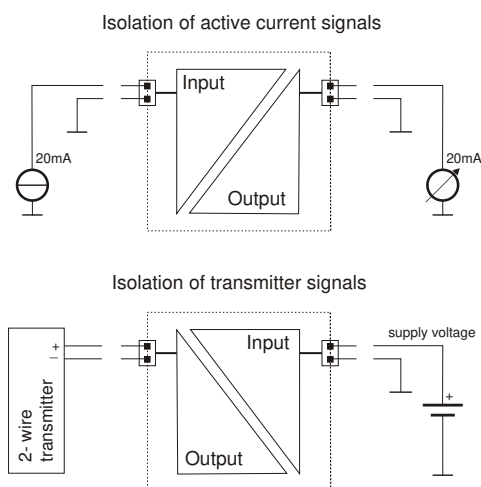 Isolation of active current signals
Input
20mA
20mA
Output
Isolation of transmitter signals
Input
supply voltage
+
–
2- wire
transmitter
+
Output